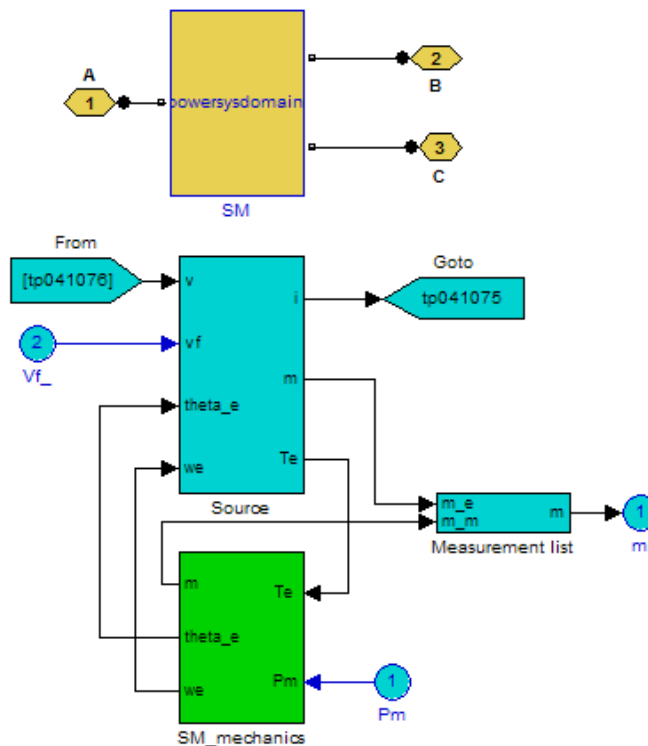 A
1
powersysdomain
2
B
3
C
SM
From
[tp041076]
v
i
Goto
tp041075
2
Vf_
vf
m
theta_e
Te
we
Source
m_e
m_m
m
1
m
Measurement list
m
Te
theta_e
we
Pm
1
Pm
SM_mechanics